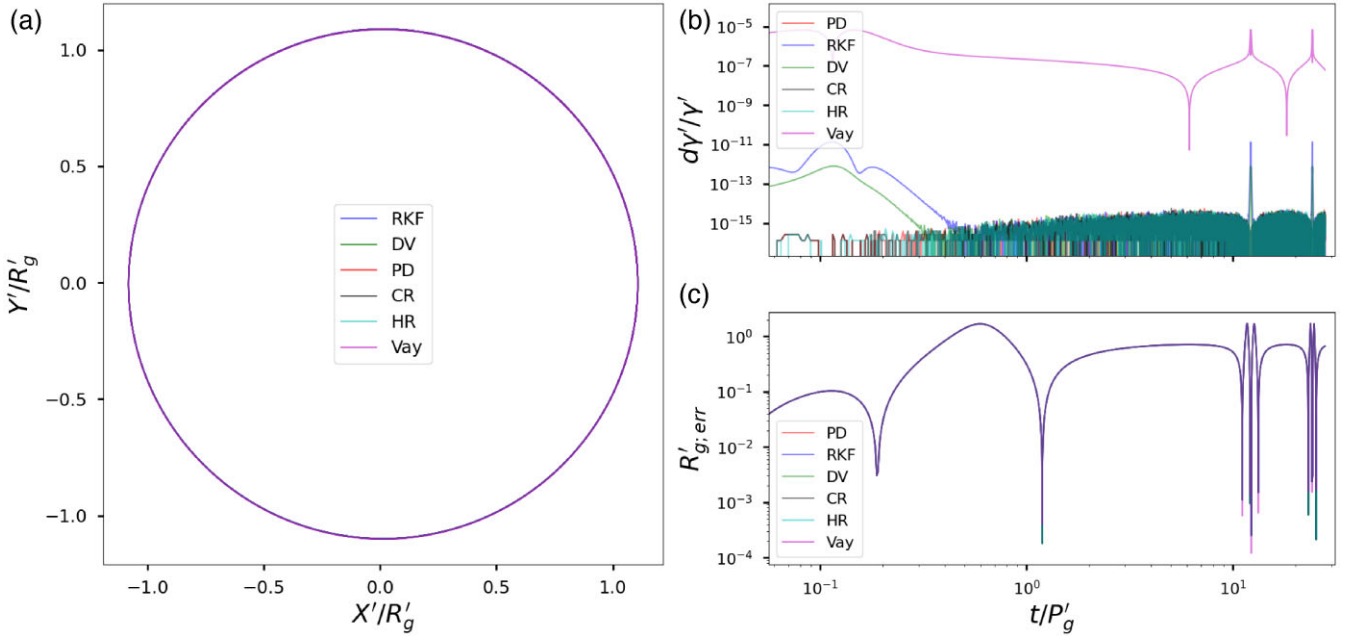 (a)
1.0
0.5
0.0
−0.5
−1.0
Y′/R′g
RKF
DV
PD
CR
HR
Vay
−1.0
−0.5
0.0
0.5
1.0
X′/R′g
(b)
10⁻⁵
10⁻⁷
10⁻⁹
10⁻¹¹
10⁻¹³
10⁻¹⁵
dγ′/γ′
PD
RKF
DV
CR
HR
Vay
(c)
10⁰
10⁻¹
10⁻²
10⁻³
10⁻⁴
R′g;err
PD
RKF
DV
CR
HR
Vay
10⁻¹
10⁰
10¹
t/P′g